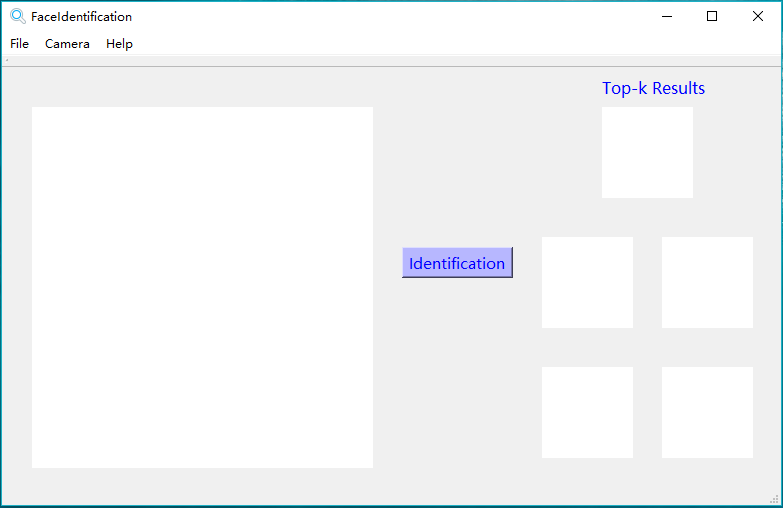 FaceIdentification
File Camera Help
Top-k Results
Identification